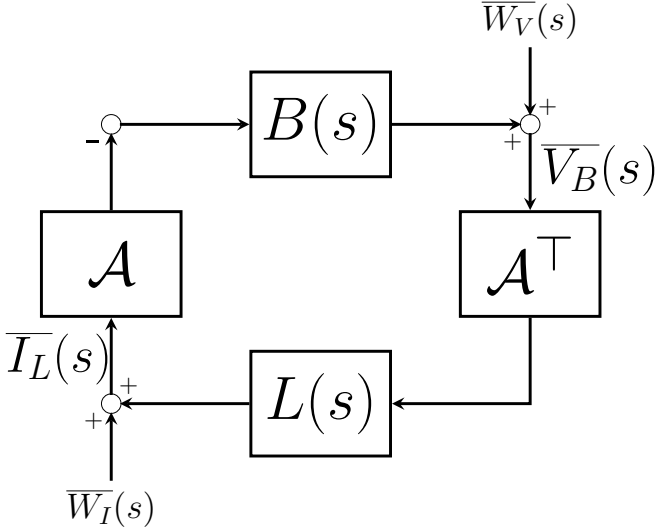 W̅_V̅(s)
+
-
B(s)
+
V̅_B̅(s)
𝒜
𝒜⊤
I̅_L̅(s)
+
L(s)
+
W̅_I̅(s)